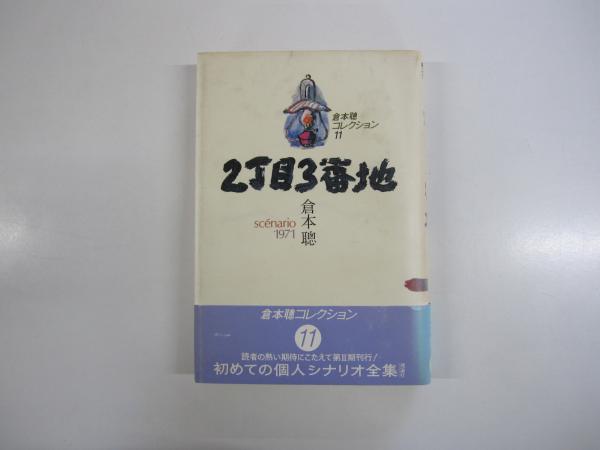 倉本聰
コレクション
11
2丁目3番地
倉本聰
scénario
1971
倉本聰コレクション
11
読者の熱い期待にこたえて第II期刊行!
初めての個人シナリオ全集